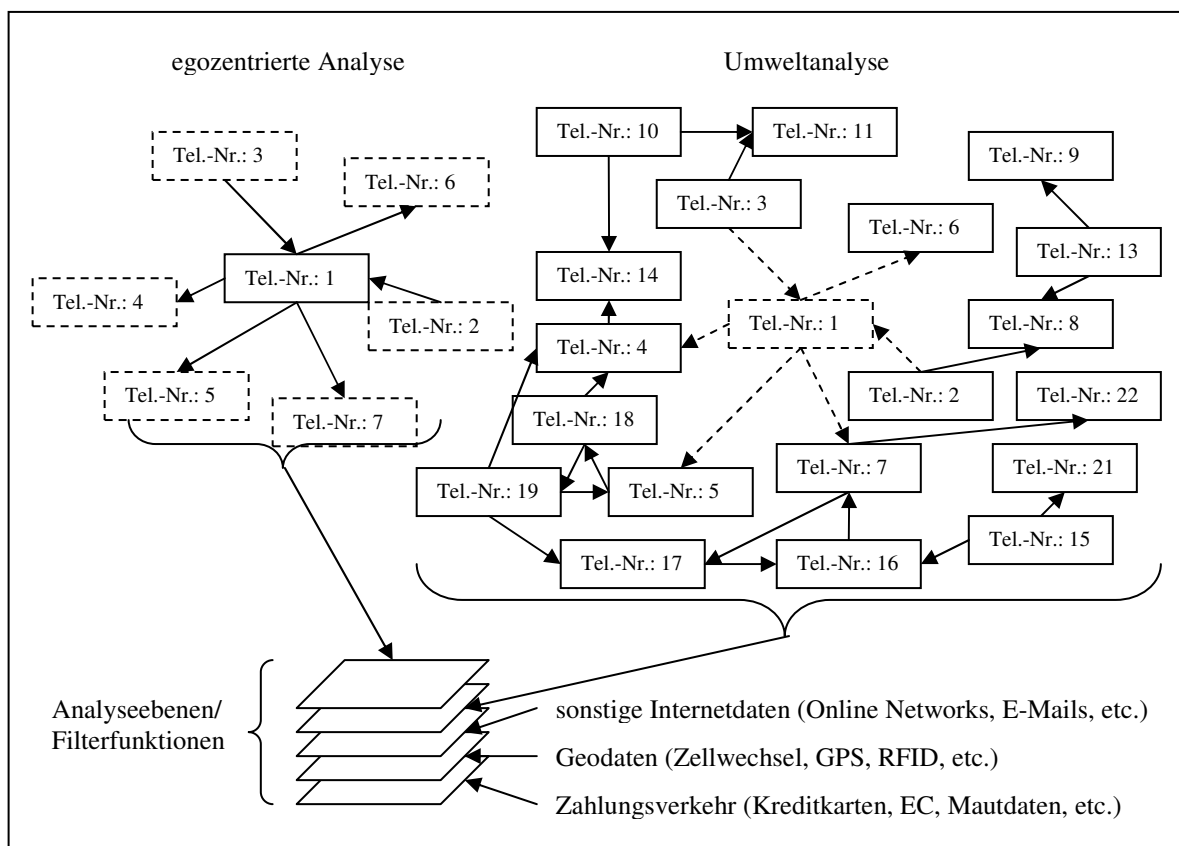 egozentrierte Analyse
Umweltanalyse
Tel.-Nr.: 3
Tel.-Nr.: 6
Tel.-Nr.: 1
Tel.-Nr.: 4
Tel.-Nr.: 2
Tel.-Nr.: 5
Tel.-Nr.: 7
Tel.-Nr.: 10
Tel.-Nr.: 11
Tel.-Nr.: 9
Tel.-Nr.: 3
Tel.-Nr.: 6
Tel.-Nr.: 13
Tel.-Nr.: 14
Tel.-Nr.: 1
Tel.-Nr.: 8
Tel.-Nr.: 4
Tel.-Nr.: 2
Tel.-Nr.: 22
Tel.-Nr.: 18
Tel.-Nr.: 7
Tel.-Nr.: 21
Tel.-Nr.: 19
Tel.-Nr.: 5
Tel.-Nr.: 15
Tel.-Nr.: 17
Tel.-Nr.: 16
Analyseebenen/
Filterfunktionen
sonstige Internetdaten (Online Networks, E-Mails, etc.)
Geodaten (Zellwechsel, GPS, RFID, etc.)
Zahlungsverkehr (Kreditkarten, EC, Mautdaten, etc.)